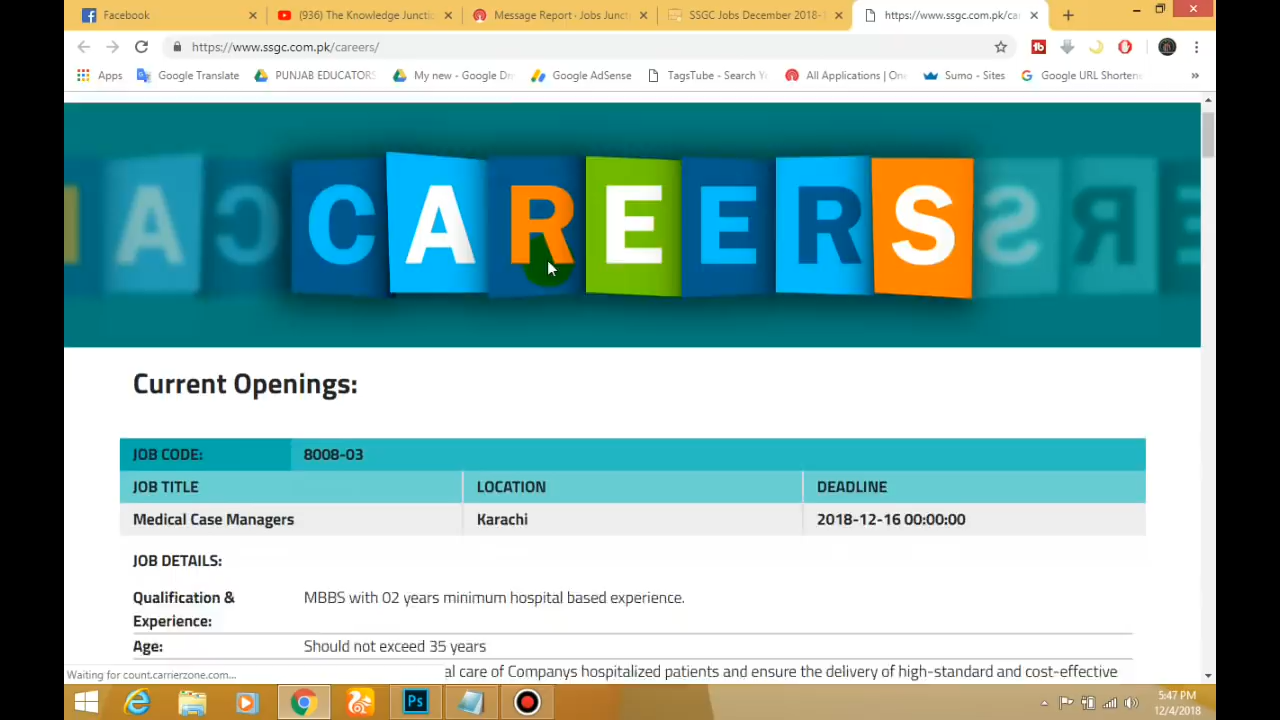 Facebook
(936) The Knowledge Juncti
Message Report - Jobs Junct
SSGC Jobs December 2018-1
https://www.ssgc.com.pk/ca
https://www.ssgc.com.pk/careers/
Apps
Google Translate
PUNJAB EDUCATORS
My new - Google Dr
Google AdSense
TagsTube - Search Y
All Applications | On
Sumo - Sites
Google URL Shortene
CAREERS
Current Openings:
JOB CODE: 8008-03
JOB TITLE LOCATION DEADLINE
Medical Case Managers Karachi 2018-12-16 00:00:00
JOB DETAILS:
Qualification & MBBS with 02 years minimum hospital based experience.
Experience:
Age: Should not exceed 35 years
al care of Companys hospitalized patients and ensure the delivery of high-standard and cost-effective
Waiting for count.carrierzone.com...
Ps
5:47 PM
12/4/2018